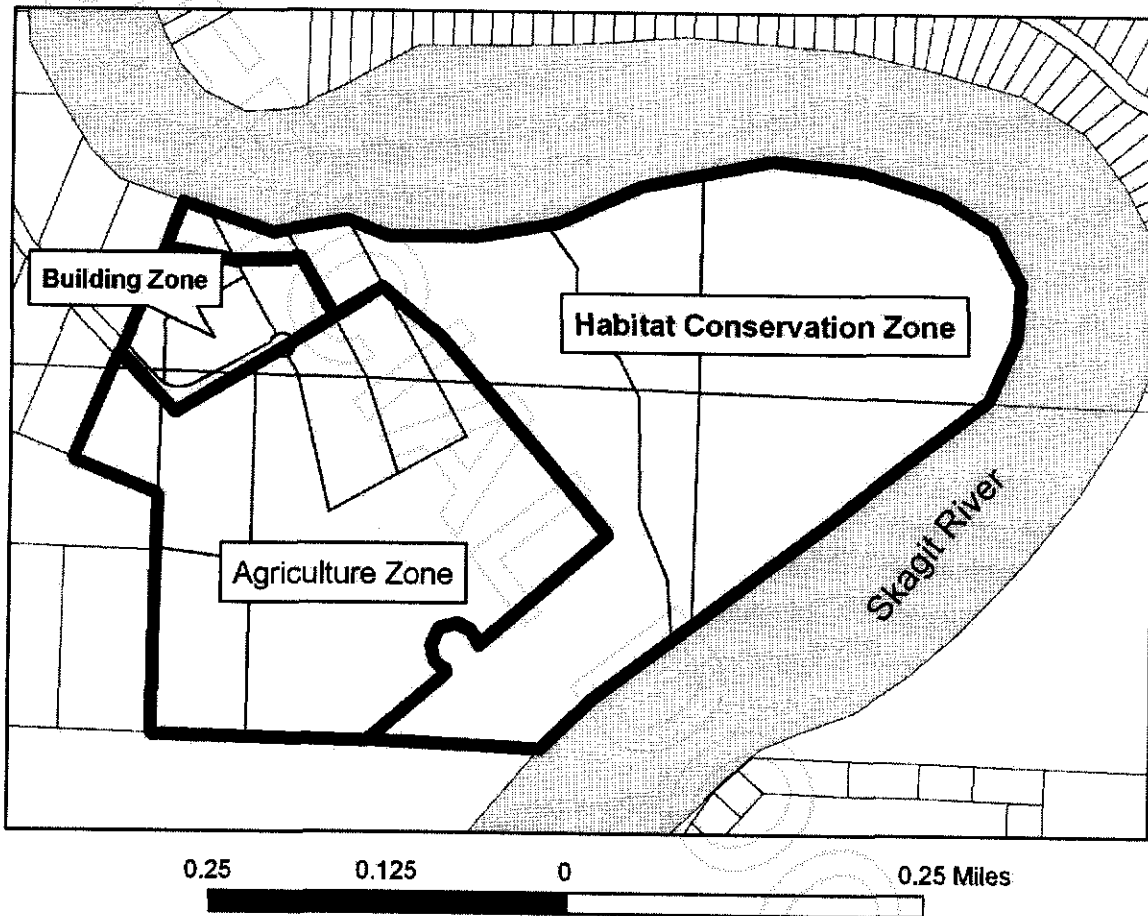 Building Zone
Habitat Conservation Zone
Agriculture Zone
Skagit River
0.25 0.125 0 0.25 Miles